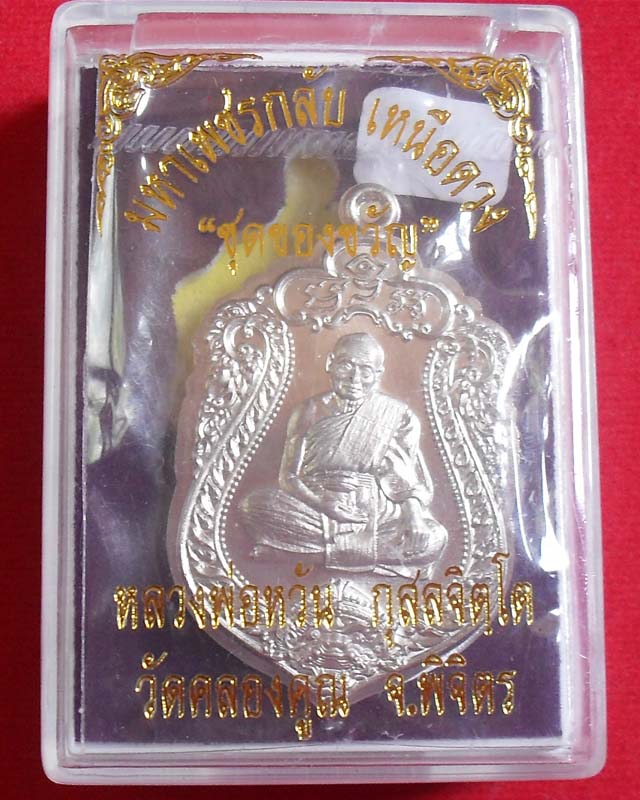 มหาเพชรกลับ เหนือดวง
“ชุดของขวัญ”
หลวงพ่อหวั่น กุสลจิตฺโต
วัดคลองคูณ จ.พิจิตร